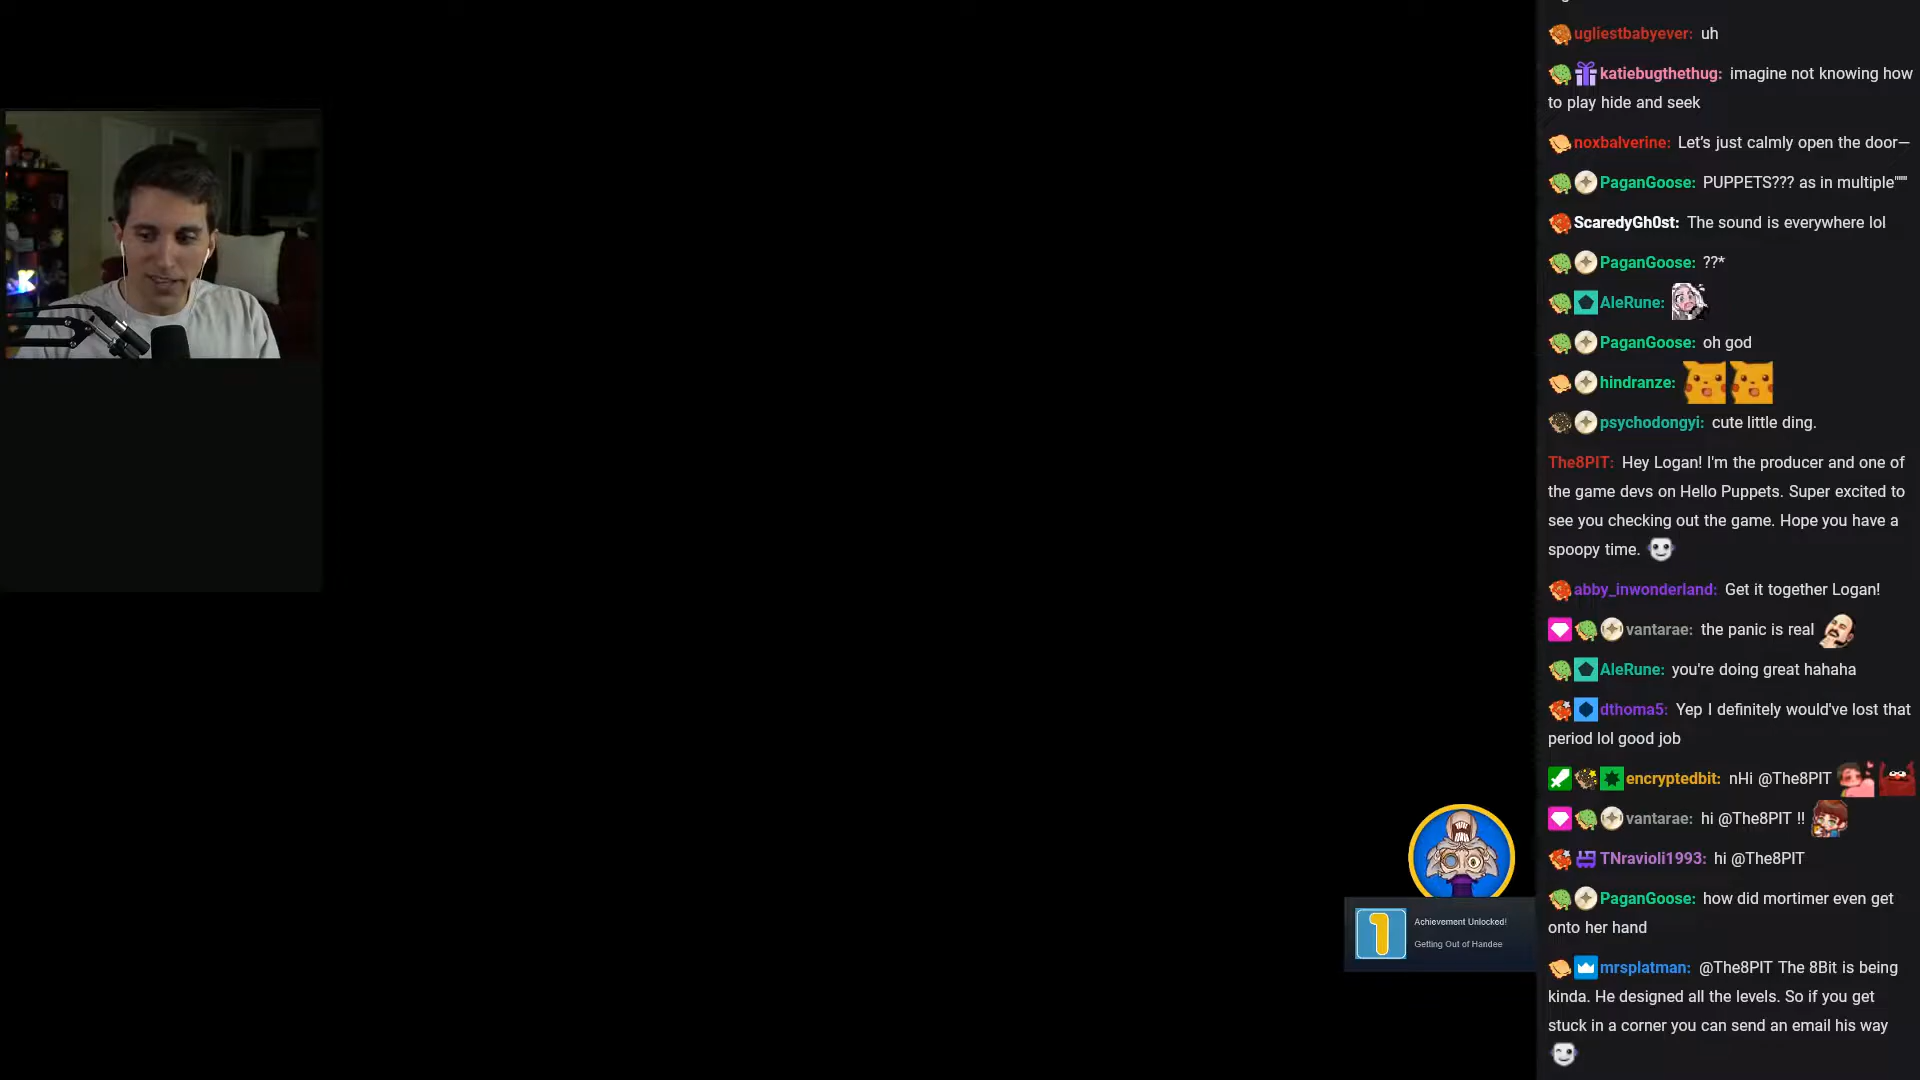 ugliestbabyever: uh
katiebugthethug: imagine not knowing how
to play hide and seek
noxbalverine: Let's just calmly open the door—
PaganGoose: PUPPETS??? as in multiple"""
ScaredyGh0st: The sound is everywhere lol
PaganGoose: ??*
AleRune:
PaganGoose: oh god
hindranze:
psychodongyi: cute little ding.
The8PIT: Hey Logan! I'm the producer and one of
the game devs on Hello Puppets. Super excited to
see you checking out the game. Hope you have a
spoopy time.
abby_inwonderland: Get it together Logan!
vantarae: the panic is real
AleRune: you're doing great hahaha
dthoma5: Yep I definitely would've lost that
period lol good job
encryptedbit: nHi @The8PIT
vantarae: hi @The8PIT !!
TNravioli1993: hi @The8PIT
PaganGoose: how did mortimer even get
onto her hand
mrsplatman: @The8PIT The 8Bit is being
kinda. He designed all the levels. So if you get
stuck in a corner you can send an email his way
1
Achievement Unlocked!
Getting Out of Handee